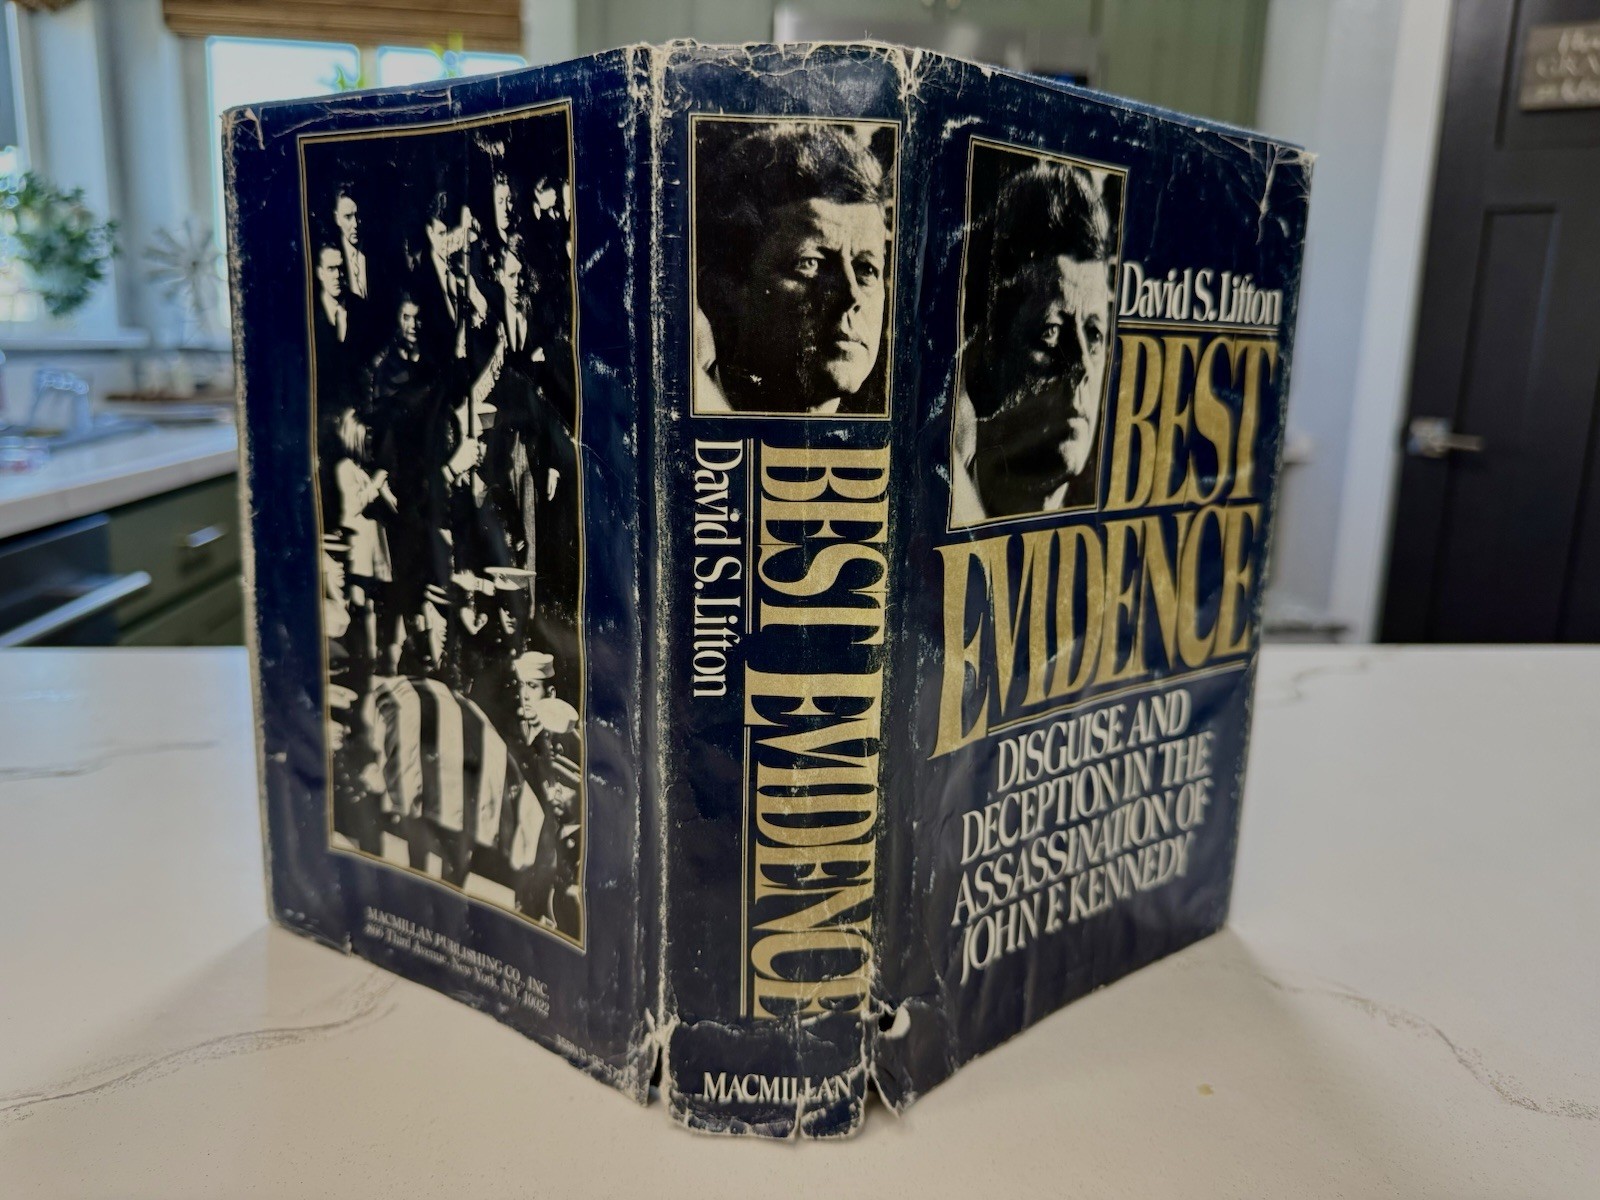 MACMILLAN PUBLISHING CO., INC
866 Third Avenue, New York, N.Y. 10022
David S. Lifton
BEST EVIDENCE
MACMILLAN
David S. Lifton
BEST
EVIDENCE
DISGUISE AND
DECEPTION IN THE
ASSASSINATION OF
JOHN F. KENNEDY